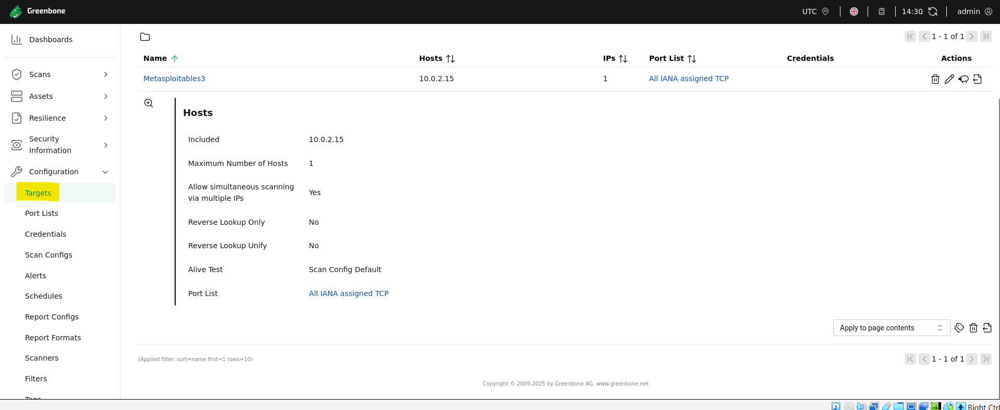 Greenbone
UTC
14:30
admin
Dashboards
Scans
Assets
Resilience
Security
Information
Configuration
Targets
Port Lists
Credentials
Scan Configs
Alerts
Schedules
Report Configs
Report Formats
Scanners
Filters
Tags
1 - 1 of 1
Name Hosts IPs Port List Credentials Actions
Metasploitables3 10.0.2.15 1 All IANA assigned TCP
Hosts
Included 10.0.2.15
Maximum Number of Hosts 1
Allow simultaneous scanning
via multiple IPs Yes
Reverse Lookup Only No
Reverse Lookup Unify No
Alive Test Scan Config Default
Port List All IANA assigned TCP
Apply to page contents
(Applied filter: sort=name first=1 rows=10)
1 - 1 of 1
Copyright © 2009-2025 by Greenbone AG, www.greenbone.net
Right Ctrl